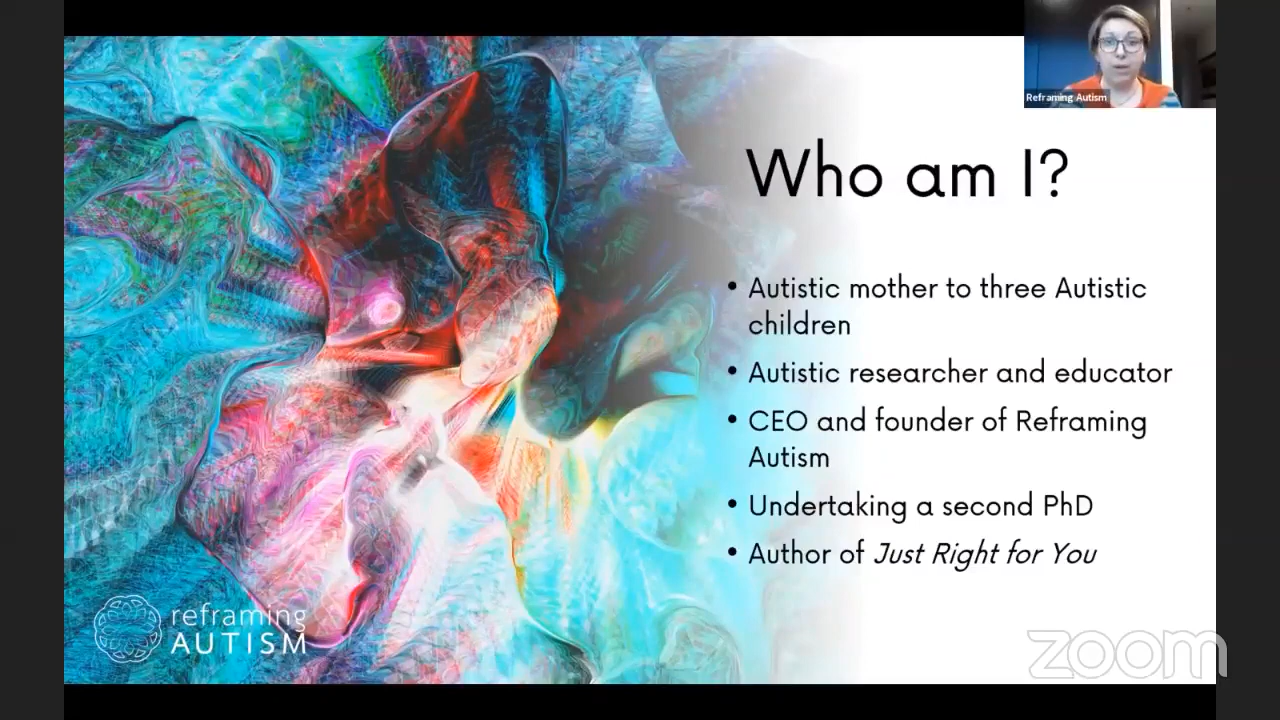 Reframing Autism
Who am I?
• Autistic mother to three Autistic
children
• Autistic researcher and educator
• CEO and founder of Reframing
Autism
• Undertaking a second PhD
• Author of Just Right for You
reframing
AUTISM
zoom